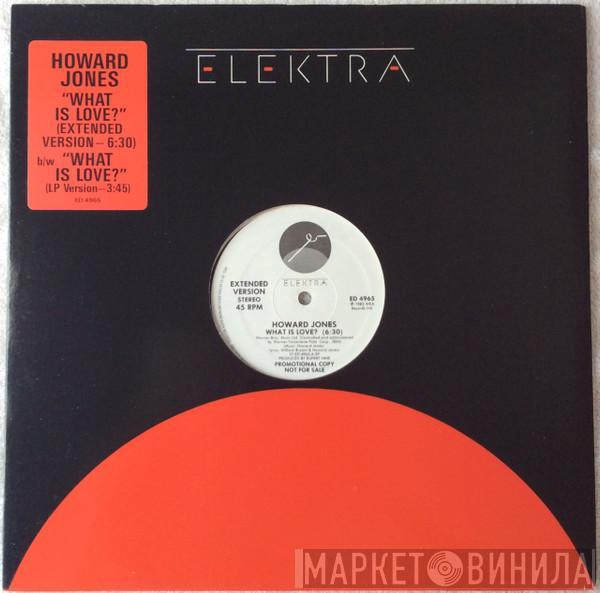 HOWARD
JONES
"WHAT
IS LOVE?"
(EXTENDED
VERSION—6:30)
b/w "WHAT
IS LOVE?"
(LP Version—3:45)
ED 4965
ELEKTRA
ELEKTRA
EXTENDED
VERSION
STEREO
45 RPM
ED 4965
HOWARD JONES
WHAT IS LOVE? (6:30)
PRODUCED BY RUPERT HINE
PROMOTIONAL COPY
NOT FOR SALE
МАРКЕТ ВИНИЛА